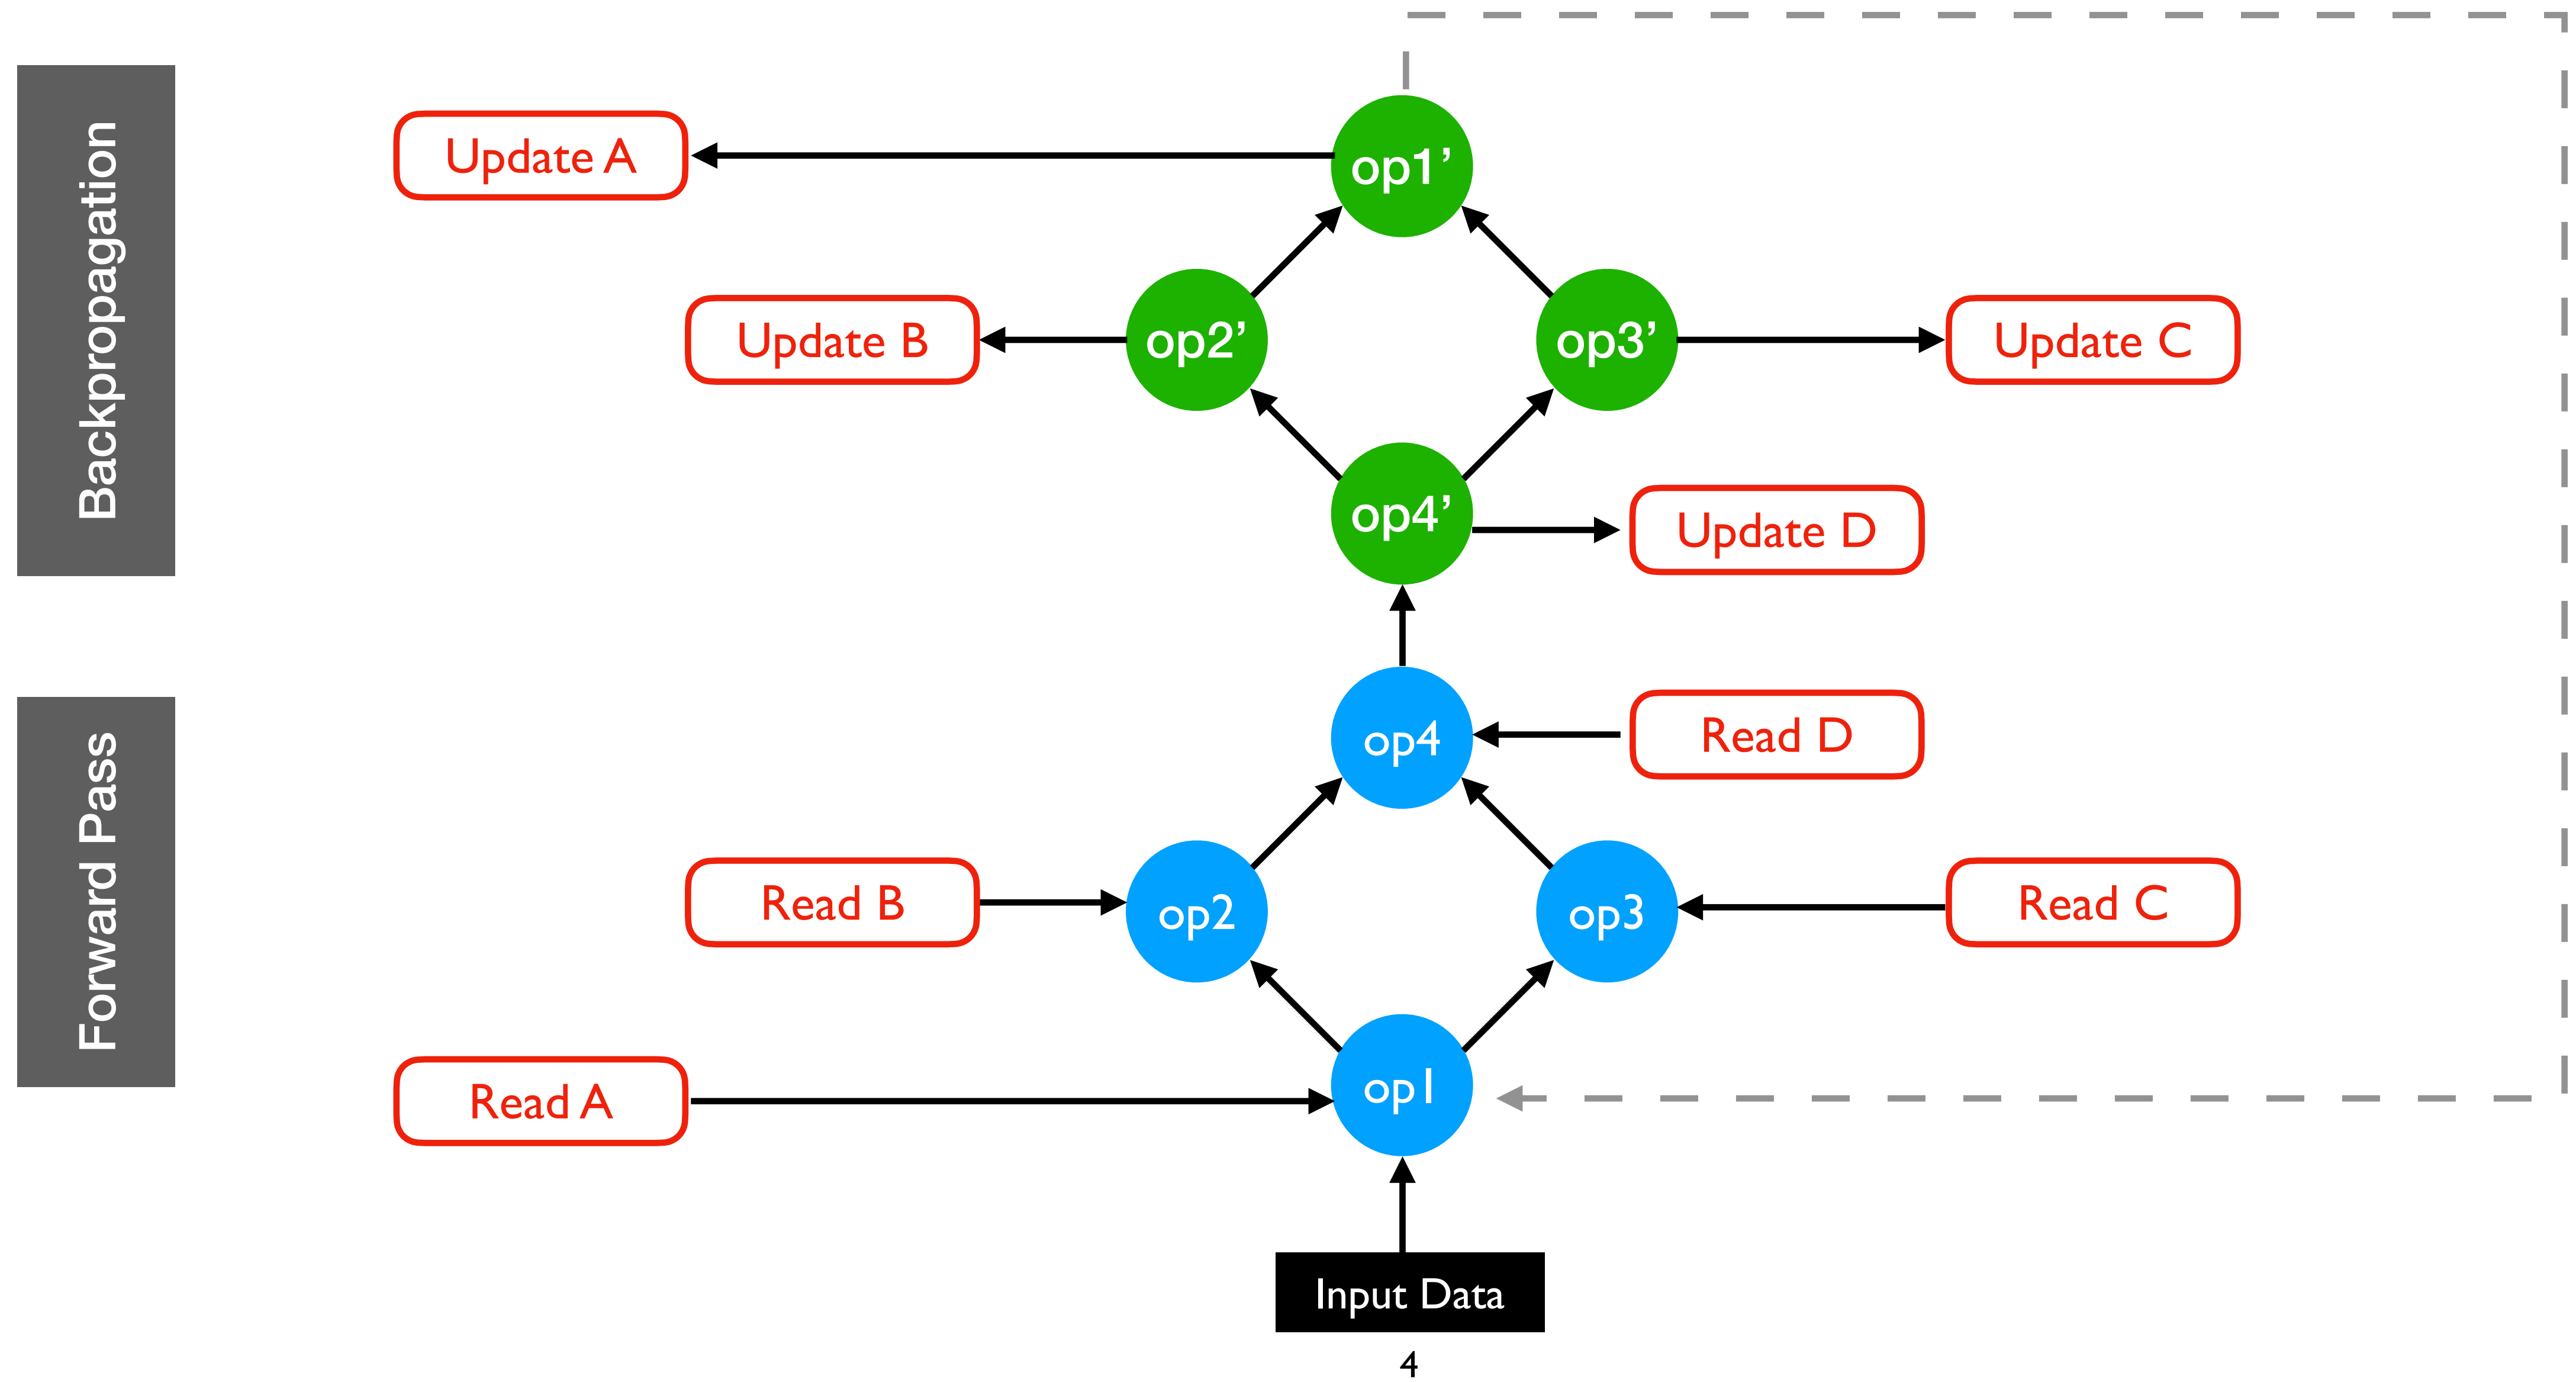 Backpropagation
Update A
op1’
Update B
op2’
op3’
Update C
op4’
Update D
Forward Pass
op4
Read D
Read B
op2
op3
Read C
Read A
op1
Input Data
4